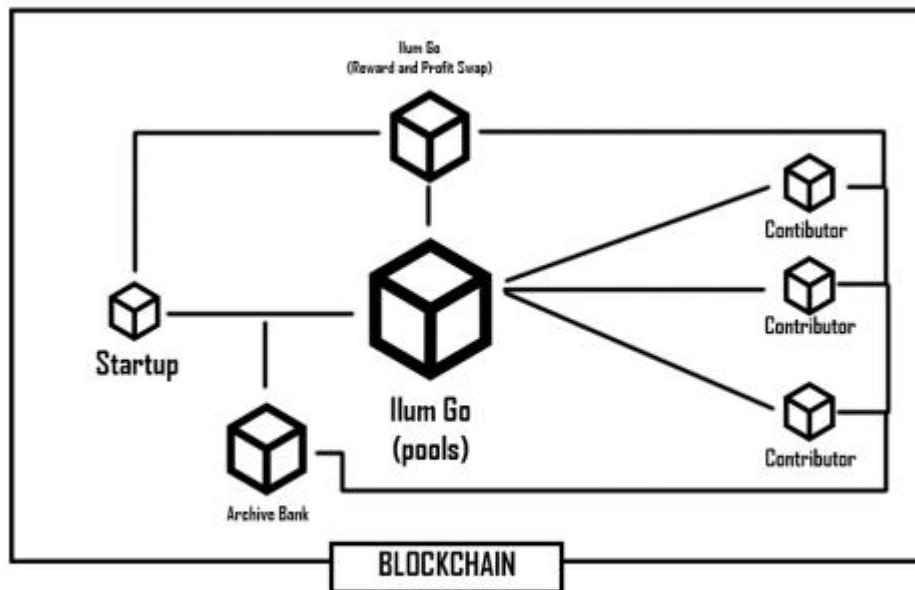 Ilum Go
(Reward and Profit Swap)
Contibutor
Contributor
Startup
Ilum Go
(pools)
Contributor
Archive Bank
BLOCKCHAIN